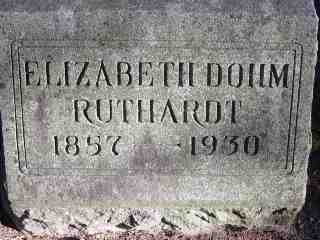 ELIZABETH DOHM
RUTHARDT
1857 - 1930